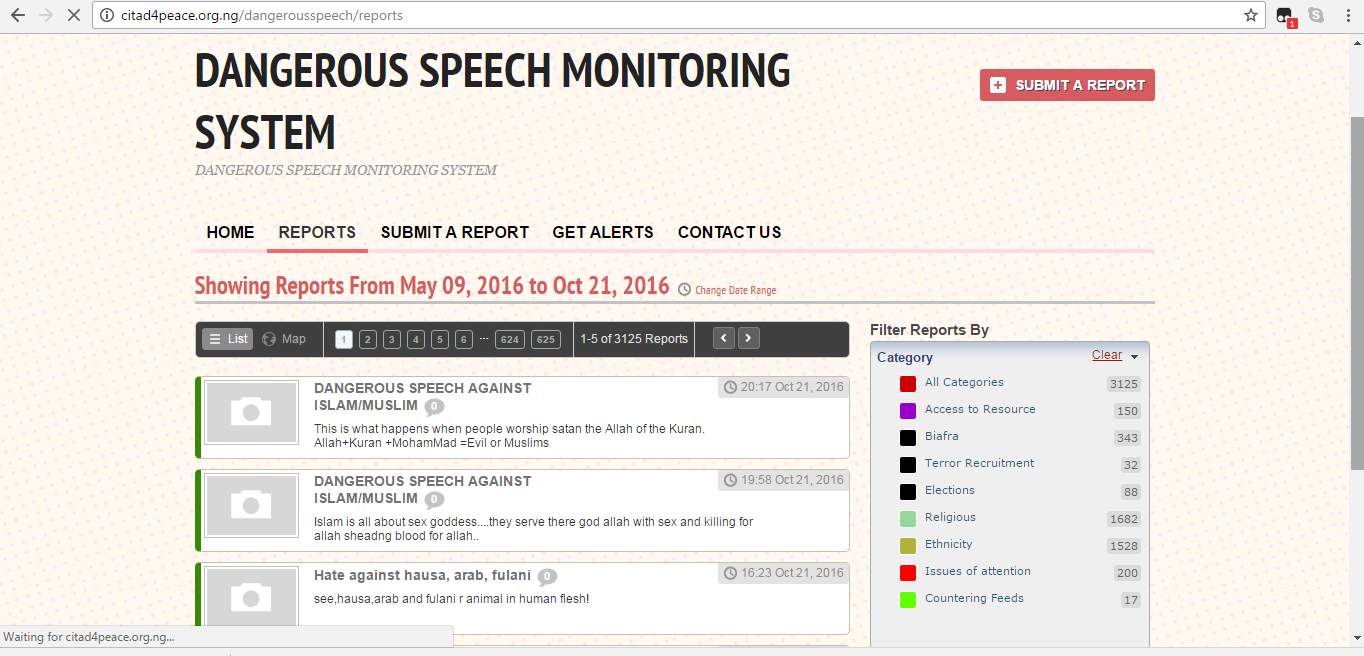 citad4peace.org.ng/dangerousspeech/reports
1
DANGEROUS SPEECH MONITORING
SYSTEM
DANGEROUS SPEECH MONITORING SYSTEM
SUBMIT A REPORT
HOME REPORTS SUBMIT A REPORT GET ALERTS CONTACT US
Showing Reports From May 09, 2016 to Oct 21, 2016 Change Date Range
List Map 1 2 3 4 5 6 ... 624 625 1-5 of 3125 Reports
DANGEROUS SPEECH AGAINST
ISLAM/MUSLIM 0
20:17 Oct 21, 2016
This is what happens when people worship satan the Allah of the Kuran.
Allah+Kuran +MohamMad =Evil or Muslims
DANGEROUS SPEECH AGAINST
ISLAM/MUSLIM 0
19:58 Oct 21, 2016
Islam is all about sex goddess....they serve there god allah with sex and killing for
allah sheadng blood for allah..
Hate against hausa, arab, fulani 0
16:23 Oct 21, 2016
see,hausa,arab and fulani r animal in human flesh!
Filter Reports By
Category Clear
All Categories 3125
Access to Resource 150
Biafra 343
Terror Recruitment 32
Elections 88
Religious 1682
Ethnicity 1528
Issues of attention 200
Countering Feeds 17
Waiting for citad4peace.org.ng...